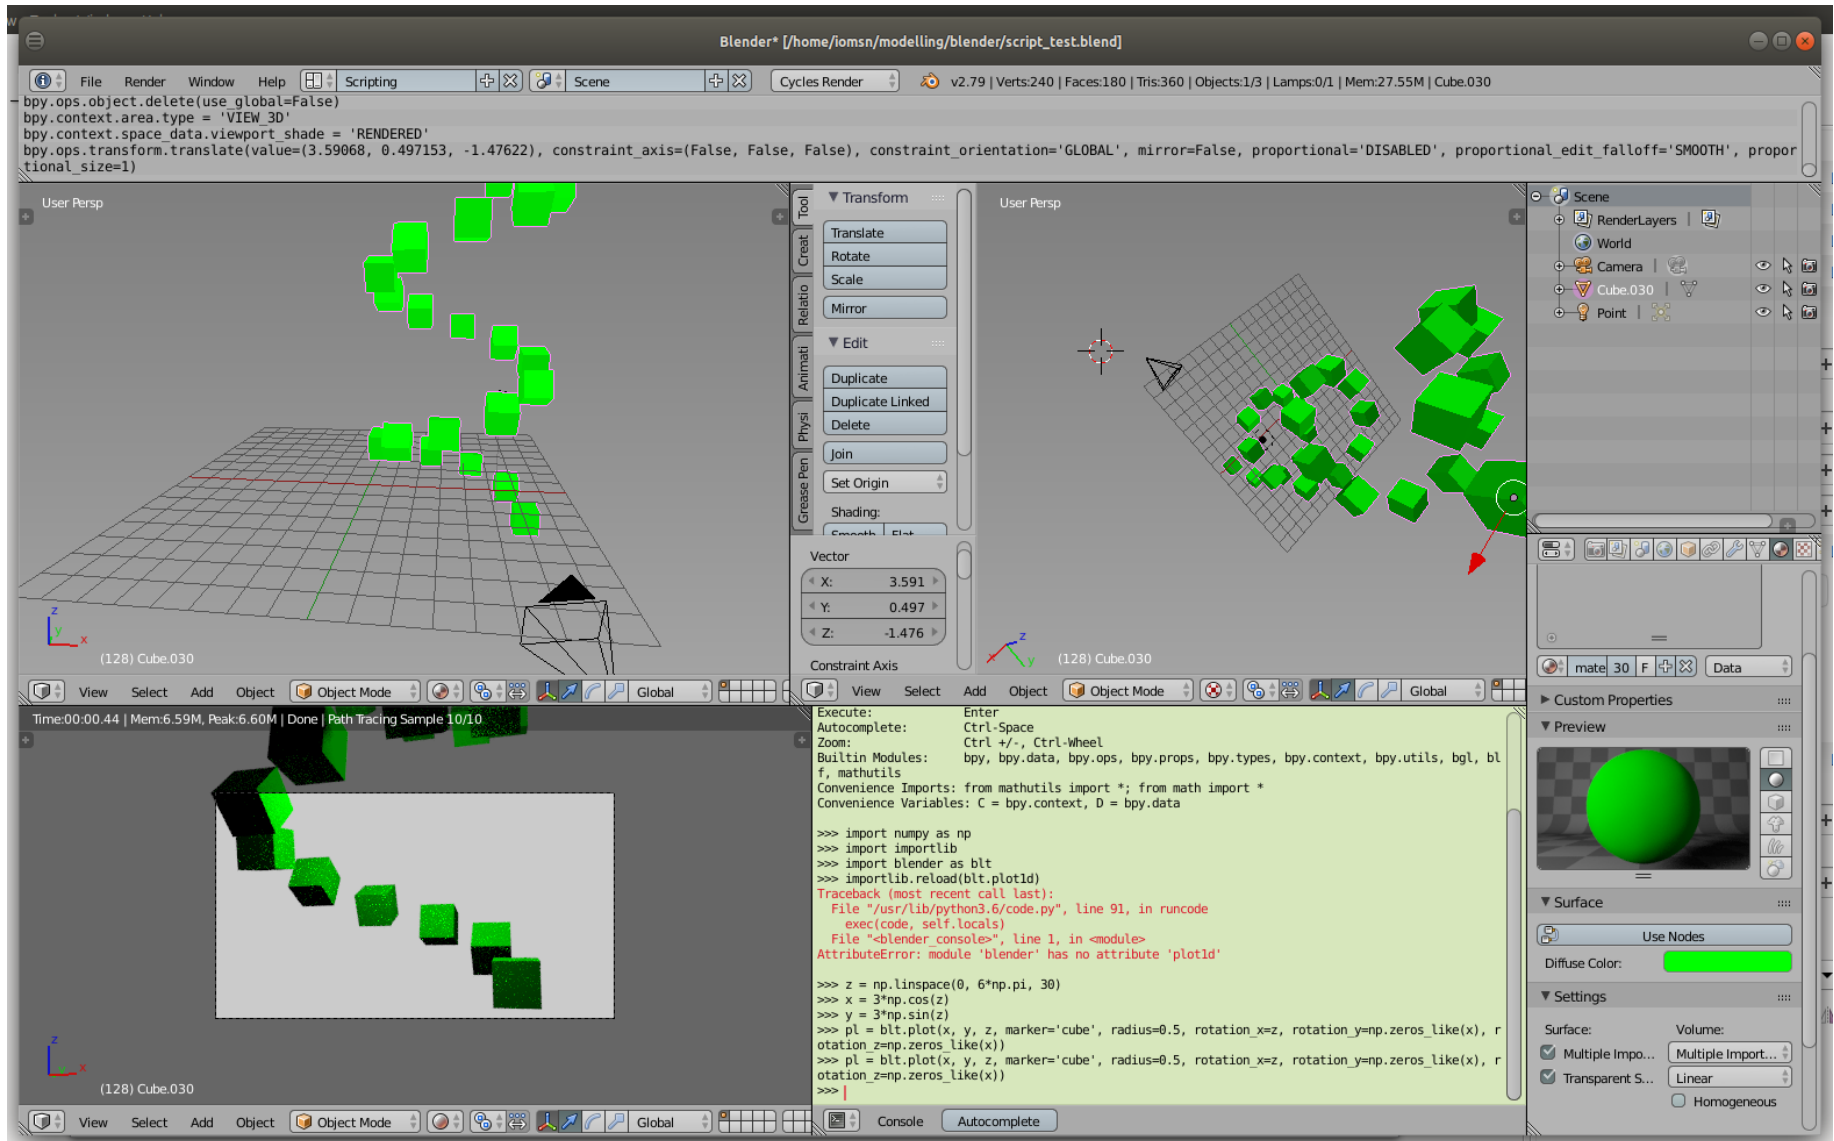 Blender* [/home/iomsn/modelling/blender/script_test.blend]
File Render Window Help Scripting Scene Cycles Render v2.79 | Verts:240 | Faces:180 | Tris:360 | Objects:1/3 | Lamps:0/1 | Mem:27.55M | Cube.030
bpy.ops.object.delete(use_global=False)
bpy.context.area.type = 'VIEW_3D'
bpy.context.space_data.viewport_shade = 'RENDERED'
bpy.ops.transform.translate(value=(3.59068, 0.497153, -1.47622), constraint_axis=(False, False, False), constraint_orientation='GLOBAL', mirror=False, proportional='DISABLED', proportional_edit_falloff='SMOOTH', propor
tional_size=1)
User Persp
z
y
x
(128) Cube.030
View Select Add Object Object Mode Global
Tool
Creat
Relatio
Animati
Physi
Grease Pen
Transform
Translate
Rotate
Scale
Mirror
Edit
Duplicate
Duplicate Linked
Delete
Join
Set Origin
Shading:
Smooth Flat
Vector
X: 3.591
Y: 0.497
Z: -1.476
Constraint Axis
User Persp
z
x
y
(128) Cube.030
View Select Add Object Object Mode Global
Scene
RenderLayers |
World
Camera |
Cube.030 |
Point |
mate 30 F Data
Custom Properties
Preview
Surface
Use Nodes
Diffuse Color:
Settings
Surface: Volume:
Multiple Impo... Multiple Import...
Transparent S... Linear
Homogeneous
Time:00:00.44 | Mem:6.59M, Peak:6.60M | Done | Path Tracing Sample 10/10
z
y
x
(128) Cube.030
View Select Add Object Object Mode Global
Execute: Enter
Autocomplete: Ctrl-Space
Zoom: Ctrl +/-, Ctrl-Wheel
Builtin Modules: bpy, bpy.data, bpy.ops, bpy.props, bpy.types, bpy.context, bpy.utils, bgl, bl
f, mathutils
Convenience Imports: from mathutils import *; from math import *
Convenience Variables: C = bpy.context, D = bpy.data
>>> import numpy as np
>>> import importlib
>>> import blender as blt
>>> importlib.reload(blt.plot1d)
Traceback (most recent call last):
File "/usr/lib/python3.6/code.py", line 91, in runcode
exec(code, self.locals)
File "<blender_console>", line 1, in <module>
AttributeError: module 'blender' has no attribute 'plot1d'
>>> z = np.linspace(0, 6*np.pi, 30)
>>> x = 3*np.cos(z)
>>> y = 3*np.sin(z)
>>> pl = blt.plot(x, y, z, marker='cube', radius=0.5, rotation_x=z, rotation_y=np.zeros_like(x), r
otation_z=np.zeros_like(x))
>>> pl = blt.plot(x, y, z, marker='cube', radius=0.5, rotation_x=z, rotation_y=np.zeros_like(x), r
otation_z=np.zeros_like(x))
>>>
Console Autocomplete